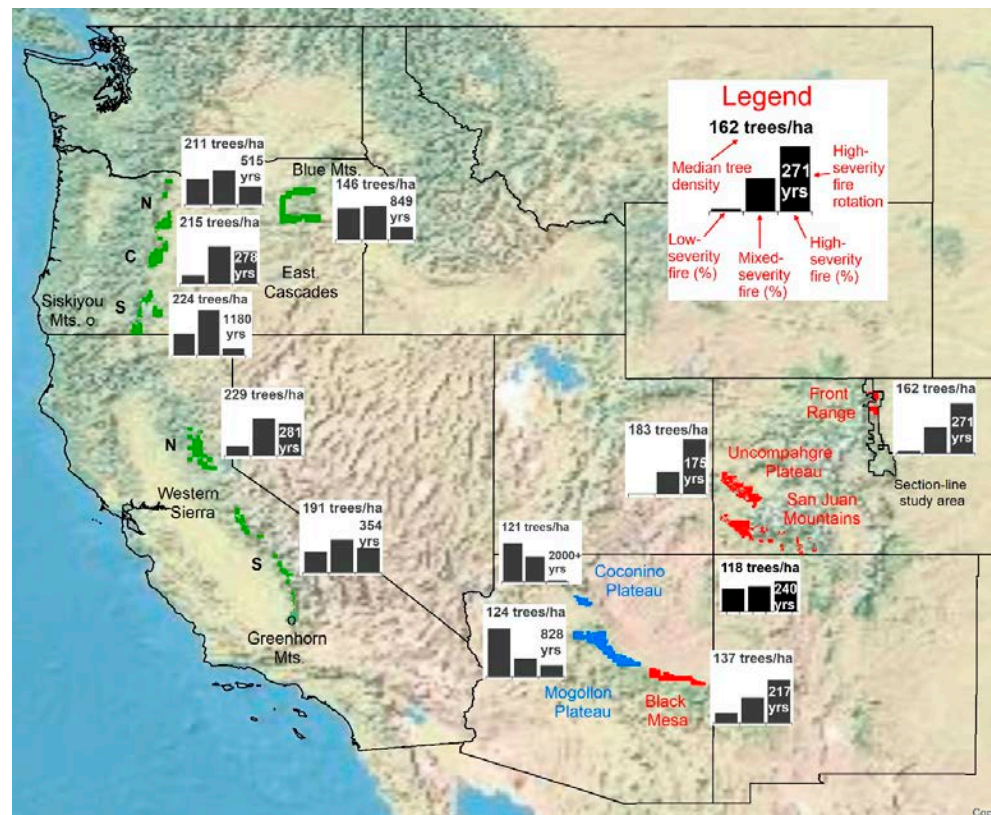 Legend
162 trees/ha
Median tree
density
271
yrs
High-
severity
fire
rotation
Low-
severity
fire (%)
Mixed-
severity
fire (%)
High-
severity
fire (%)
211 trees/ha
515
yrs
N
Blue Mts.
146 trees/ha
849
yrs
215 trees/ha
278
yrs
C
East
Cascades
Siskiyou
Mts. o
S
224 trees/ha
1180
yrs
229 trees/ha
281
yrs
N
Western
Sierra
191 trees/ha
354
yrs
S
o
Greenhorn
Mts.
Front
Range
162 trees/ha
271
yrs
Section-line
study area
183 trees/ha
175
yrs
Uncompahgre
Plateau
San Juan
Mountains
121 trees/ha
2000+
yrs
Coconino
Plateau
118 trees/ha
240
yrs
124 trees/ha
828
yrs
Mogollon
Plateau
Black
Mesa
137 trees/ha
217
yrs